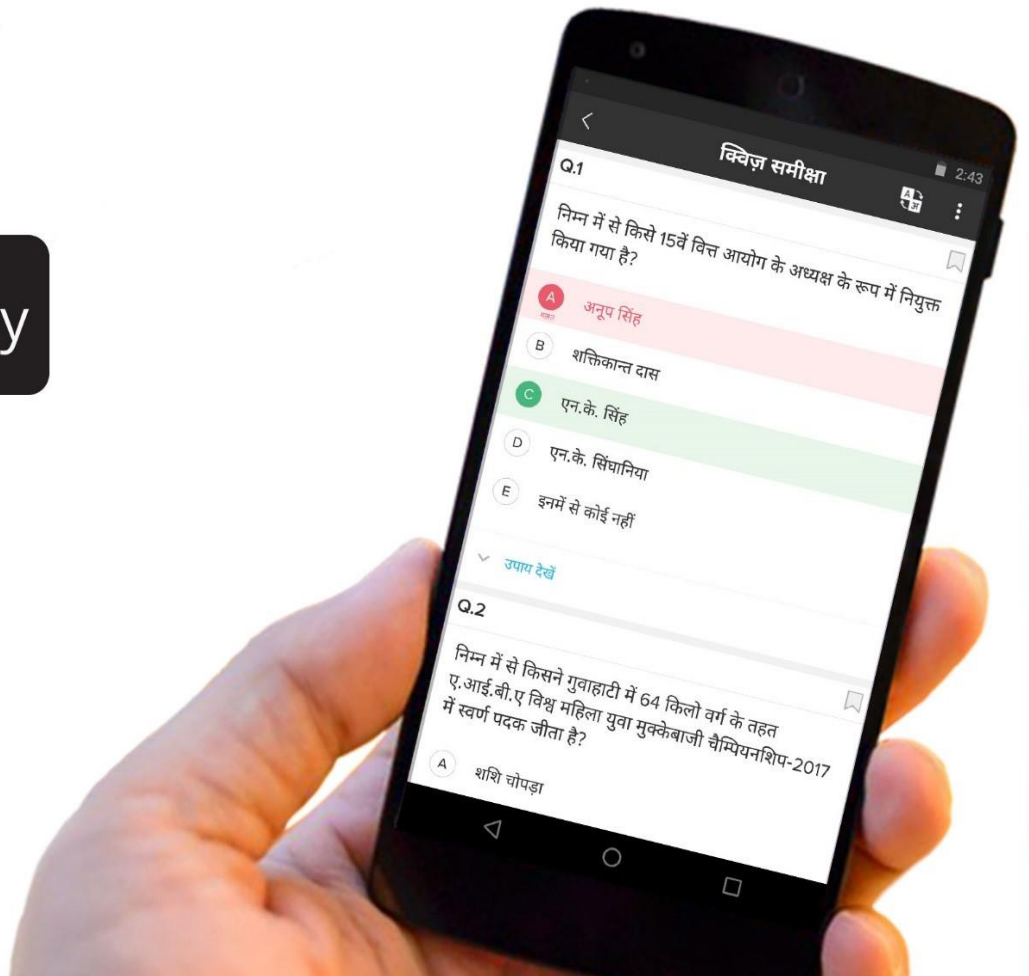 y
2:43
क्विज़ समीक्षा
Q.1
निम्न में से किसे 15वें वित्त आयोग के अध्यक्ष के रूप में नियुक्त
किया गया है?
A अनूप सिंह
B शक्तिकान्त दास
C एन.के. सिंह
D एन.के. सिंघानिया
E इनमें से कोई नहीं
उपाय देखें
Q.2
निम्न में से किसने गुवाहाटी में 64 किलो वर्ग के तहत
ए.आई.बी.ए विश्व महिला युवा मुक्केबाजी चैम्पियनशिप-2017
में स्वर्ण पदक जीता है?
A शशि चोपड़ा